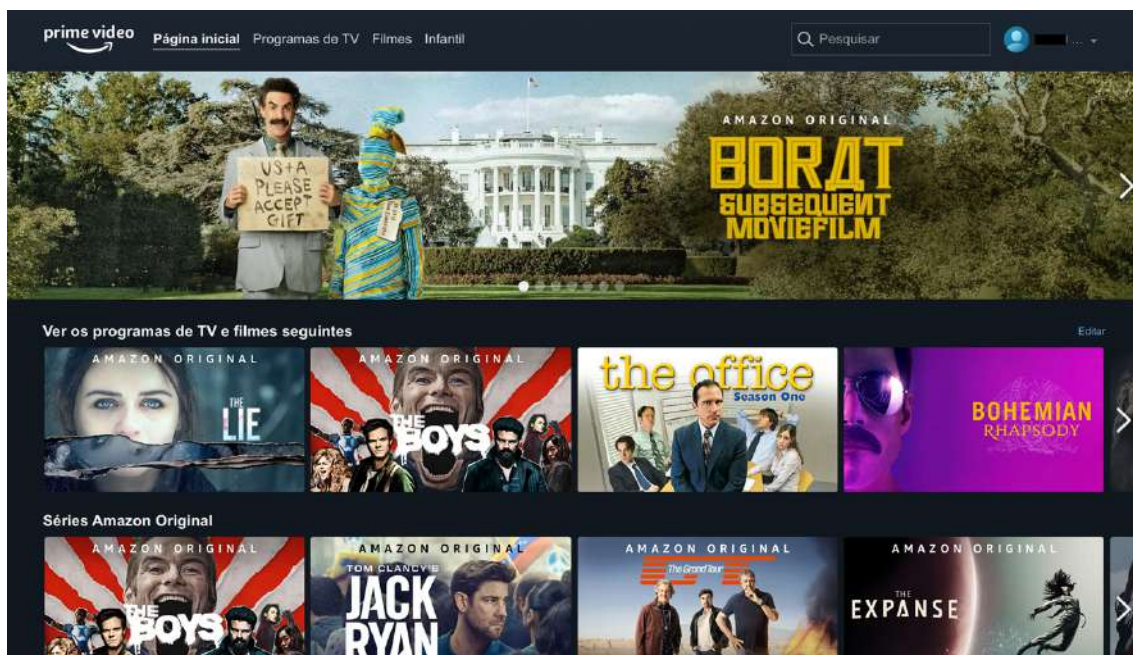 prime video
Página inicial Programas de TV Filmes Infantil
Pesquisar
...
US+A
PLEASE
ACCEPT
GIFT
AMAZON ORIGINAL
BORAT
SUBSEQUENT
MOVIEFILM
Ver os programas de TV e filmes seguintes
Editar
AMAZON ORIGINAL
THE
LIE
AMAZON ORIGINAL
THE
BOYS
the office
Season One
BOHEMIAN
RHAPSODY
Séries Amazon Original
AMAZON ORIGINAL
THE
BOYS
AMAZON ORIGINAL
TOM CLANCY'S
JACK
RYAN
AMAZON ORIGINAL
The Grand Tour
AMAZON ORIGINAL
THE
EXPANSE